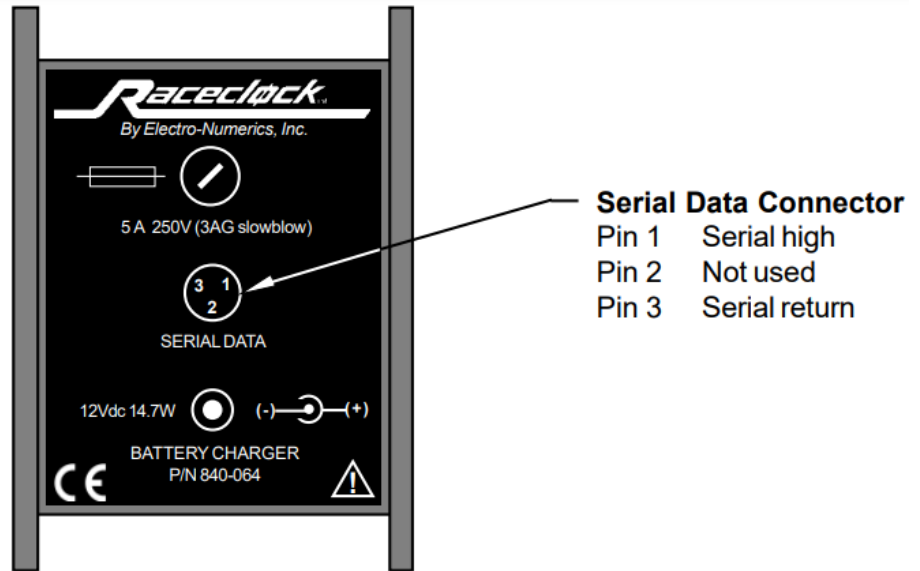 Raceclock
By Electro-Numerics, Inc.
5 A 250V (3AG slowblow)
3 1
2
SERIAL DATA
12Vdc 14.7W (-) (+)
BATTERY CHARGER
P/N 840-064
CE !
Serial Data Connector
Pin 1 Serial high
Pin 2 Not used
Pin 3 Serial return